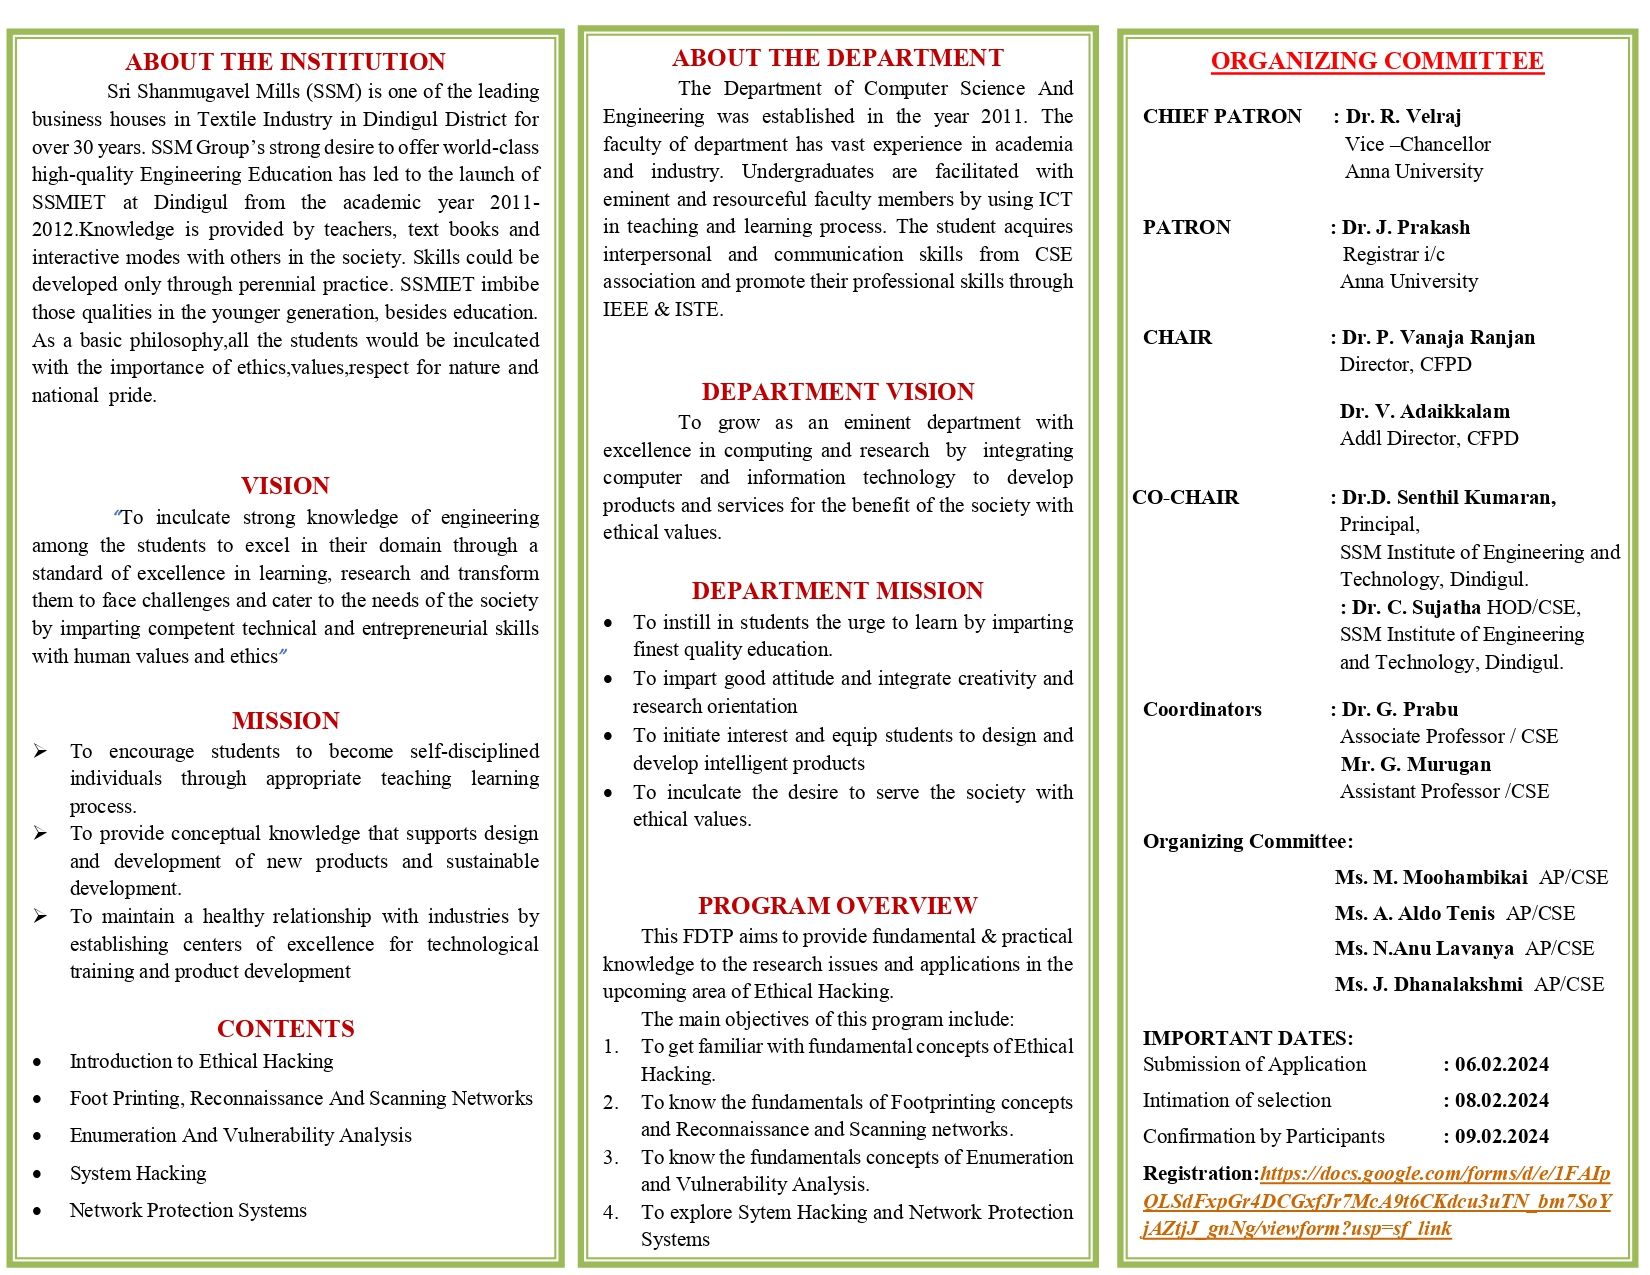 ABOUT THE INSTITUTION
Sri Shanmugavel Mills (SSM) is one of the leading
business houses in Textile Industry in Dindigul District for
over 30 years. SSM Group’s strong desire to offer world-class
high-quality Engineering Education has led to the launch of
SSMIET at Dindigul from the academic year 2011-
2012.Knowledge is provided by teachers, text books and
interactive modes with others in the society. Skills could be
developed only through perennial practice. SSMIET imbibe
those qualities in the younger generation, besides education.
As a basic philosophy,all the students would be inculcated
with the importance of ethics,values,respect for nature and
national pride.
VISION
“To inculcate strong knowledge of engineering
among the students to excel in their domain through a
standard of excellence in learning, research and transform
them to face challenges and cater to the needs of the society
by imparting competent technical and entrepreneurial skills
with human values and ethics”
MISSION
➢ To encourage students to become self-disciplined
individuals through appropriate teaching learning
process.
➢ To provide conceptual knowledge that supports design
and development of new products and sustainable
development.
➢ To maintain a healthy relationship with industries by
establishing centers of excellence for technological
training and product development
CONTENTS
• Introduction to Ethical Hacking
• Foot Printing, Reconnaissance And Scanning Networks
• Enumeration And Vulnerability Analysis
• System Hacking
• Network Protection Systems
ABOUT THE DEPARTMENT
The Department of Computer Science And
Engineering was established in the year 2011. The
faculty of department has vast experience in academia
and industry. Undergraduates are facilitated with
eminent and resourceful faculty members by using ICT
in teaching and learning process. The student acquires
interpersonal and communication skills from CSE
association and promote their professional skills through
IEEE & ISTE.
DEPARTMENT VISION
To grow as an eminent department with
excellence in computing and research by integrating
computer and information technology to develop
products and services for the benefit of the society with
ethical values.
DEPARTMENT MISSION
• To instill in students the urge to learn by imparting
finest quality education.
• To impart good attitude and integrate creativity and
research orientation
• To initiate interest and equip students to design and
develop intelligent products
• To inculcate the desire to serve the society with
ethical values.
PROGRAM OVERVIEW
This FDTP aims to provide fundamental & practical
knowledge to the research issues and applications in the
upcoming area of Ethical Hacking.
The main objectives of this program include:
1. To get familiar with fundamental concepts of Ethical
Hacking.
2. To know the fundamentals of Footprinting concepts
and Reconnaissance and Scanning networks.
3. To know the fundamentals concepts of Enumeration
and Vulnerability Analysis.
4. To explore Sytem Hacking and Network Protection
Systems
ORGANIZING COMMITTEE
CHIEF PATRON : Dr. R. Velraj
Vice –Chancellor
Anna University
PATRON : Dr. J. Prakash
Registrar i/c
Anna University
CHAIR : Dr. P. Vanaja Ranjan
Director, CFPD
Dr. V. Adaikkalam
Addl Director, CFPD
CO-CHAIR : Dr.D. Senthil Kumaran,
Principal,
SSM Institute of Engineering and
Technology, Dindigul.
: Dr. C. Sujatha HOD/CSE,
SSM Institute of Engineering
and Technology, Dindigul.
Coordinators : Dr. G. Prabu
Associate Professor / CSE
Mr. G. Murugan
Assistant Professor /CSE
Organizing Committee:
Ms. M. Moohambikai AP/CSE
Ms. A. Aldo Tenis AP/CSE
Ms. N.Anu Lavanya AP/CSE
Ms. J. Dhanalakshmi AP/CSE
IMPORTANT DATES:
Submission of Application : 06.02.2024
Intimation of selection : 08.02.2024
Confirmation by Participants : 09.02.2024
Registration:https://docs.google.com/forms/d/e/1FAIp
QLSdFxpGr4DCGxfJr7McA9t6CKdcu3uTN_bm7SoY
jAZtjJ_gnNg/viewform?usp=sf_link